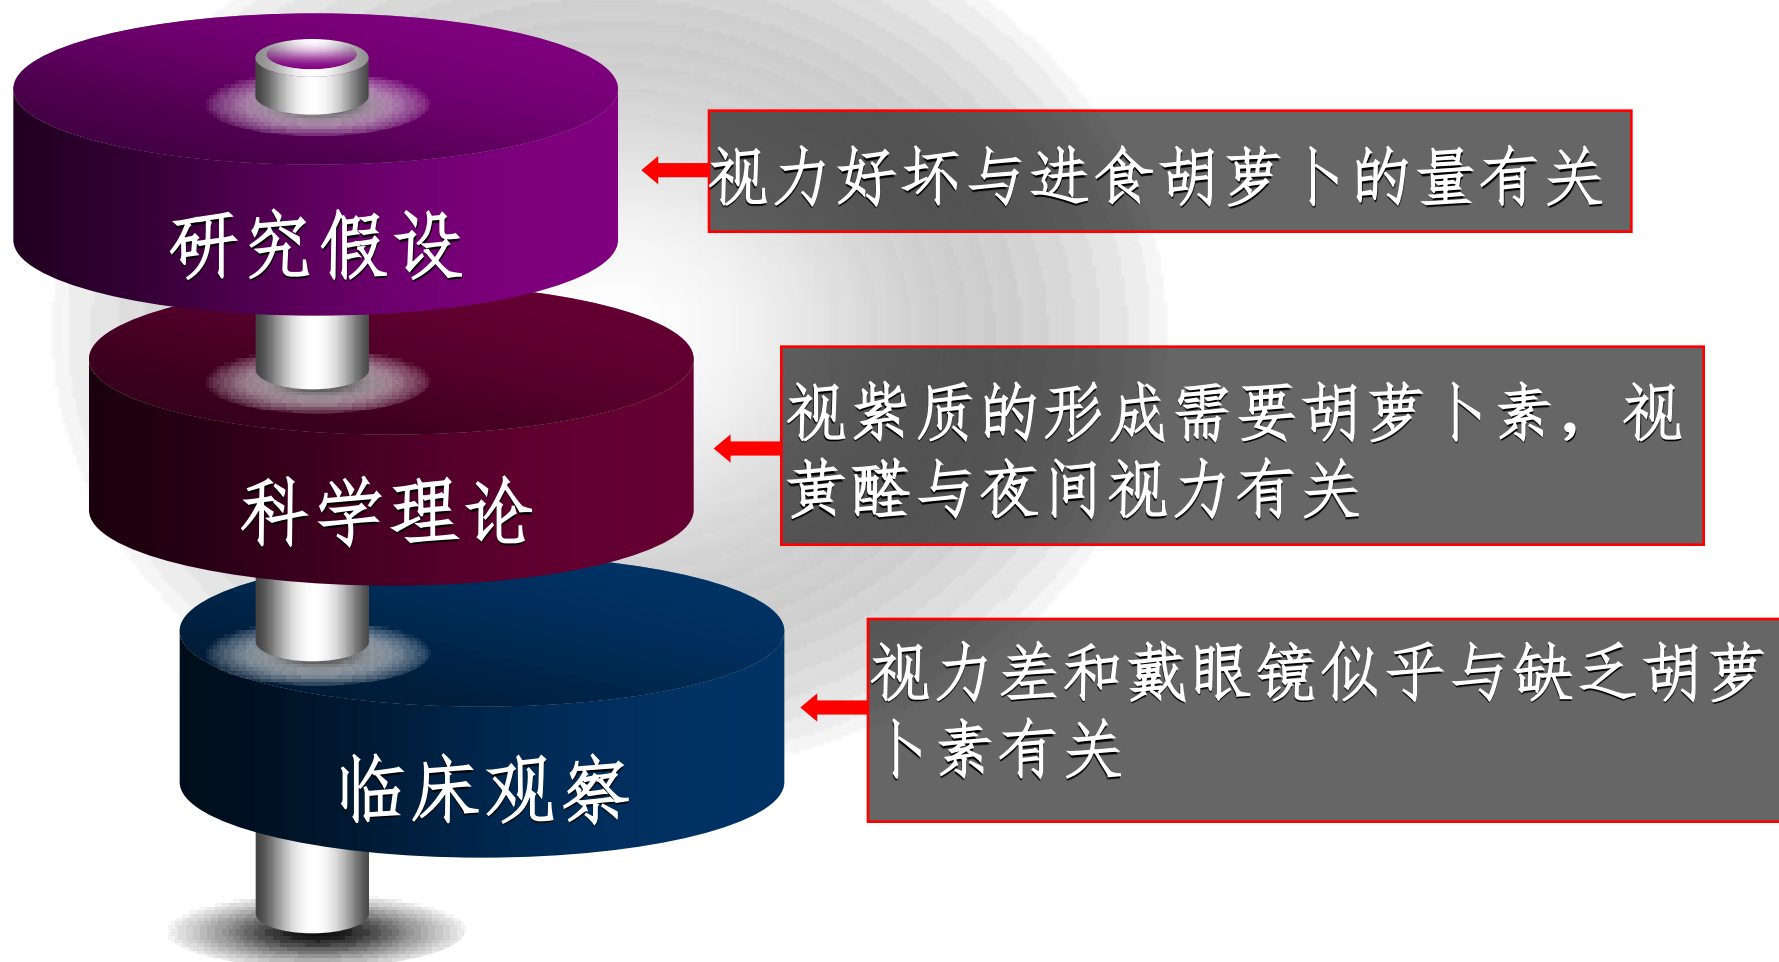 研究假设
视力好坏与进食胡萝卜的量有关
科学理论
视紫质的形成需要胡萝卜素，视
黄醛与夜间视力有关
临床观察
视力差和戴眼镜似乎与缺乏胡萝
卜素有关